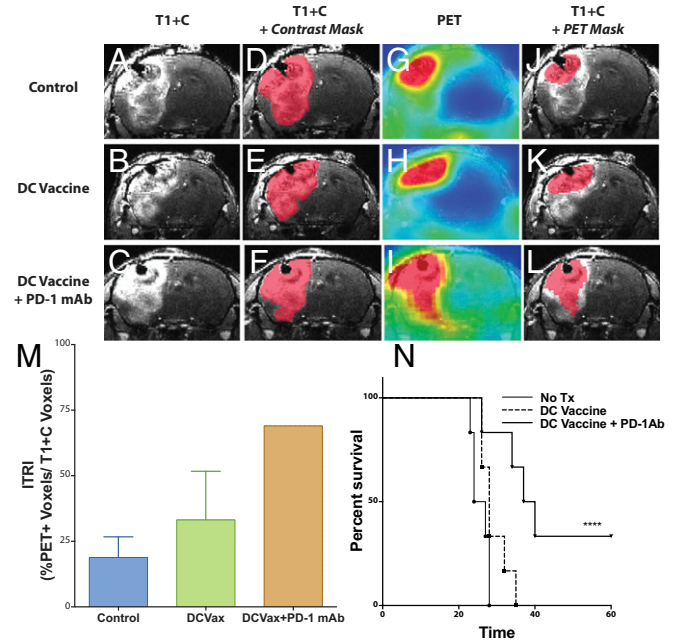 T1+C
T1+C
+ Contrast Mask
PET
T1+C
+ PET Mask
Control
A
D
G
J
DC Vaccine
B
E
H
K
DC Vaccine
+ PD-1 mAb
C
F
I
L
M
ITRI
(%PET+ Voxels/ T1+C Voxels)
100
75
50
25
0
Control
DCVax
DCVax+PD-1 mAb
N
No Tx
DC Vaccine
DC Vaccine + PD-1Ab
Percent survival
100
50
0
****
0
20
40
60
Time